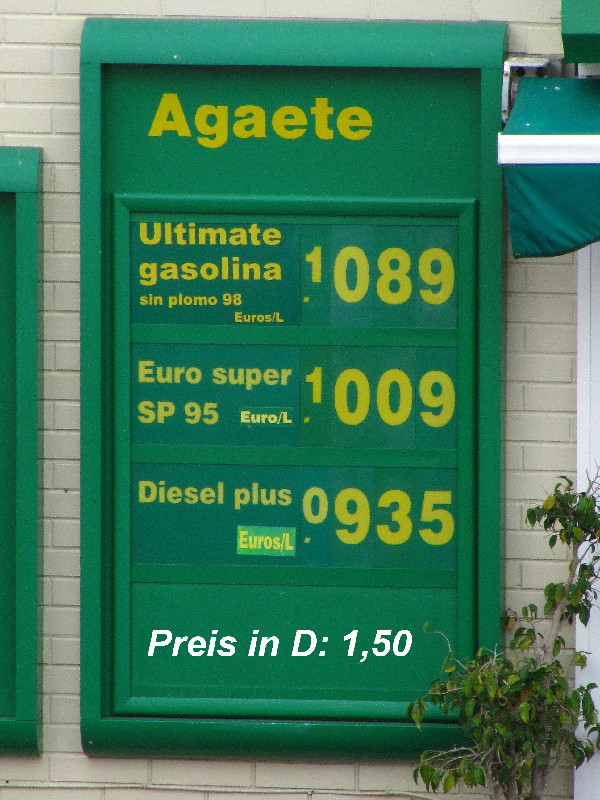 Agaete
Ultimate
gasolina
sin plomo 98
Euros/L
1.089
Euro super
SP 95 Euro/L
1.009
Diesel plus
Euros/L
0.935
Preis in D: 1,50